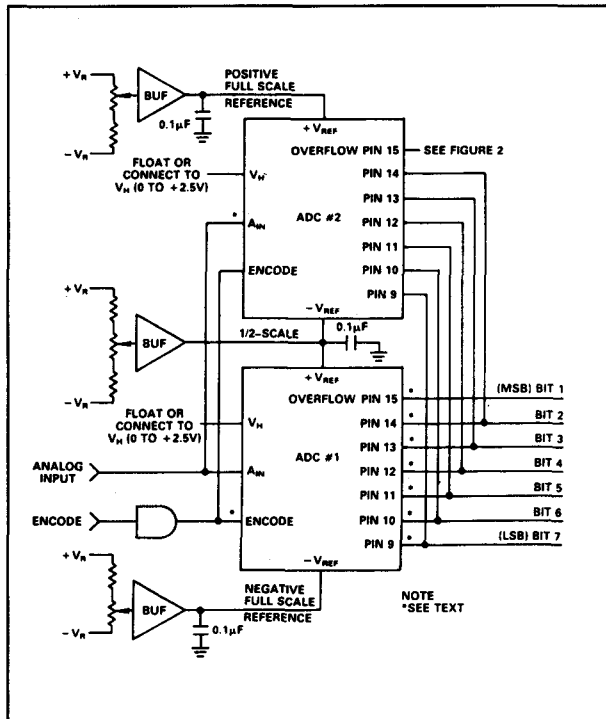 +VR
BUF
−VR
0.1µF
POSITIVE
FULL SCALE
REFERENCE
+VREF
OVERFLOW PIN 15
SEE FIGURE 2
FLOAT OR
CONNECT TO
VH (0 TO +2.5V)
VH
PIN 14
PIN 13
*
AIN
ADC #2
PIN 12
PIN 11
ENCODE
PIN 10
PIN 9
−VREF
+VR
BUF
−VR
1/2-SCALE
0.1µF
+VREF
OVERFLOW PIN 15
*
(MSB) BIT 1
FLOAT OR
CONNECT TO
VH (0 TO +2.5V)
VH
PIN 14
*
BIT 2
PIN 13
*
BIT 3
ANALOG
INPUT
AIN
ADC #1
PIN 12
*
BIT 4
PIN 11
*
BIT 5
ENCODE
*
ENCODE
PIN 10
*
BIT 6
PIN 9
*
(LSB) BIT 7
−VREF
+VR
BUF
−VR
0.1µF
NEGATIVE
FULL SCALE
REFERENCE
NOTE
*SEE TEXT